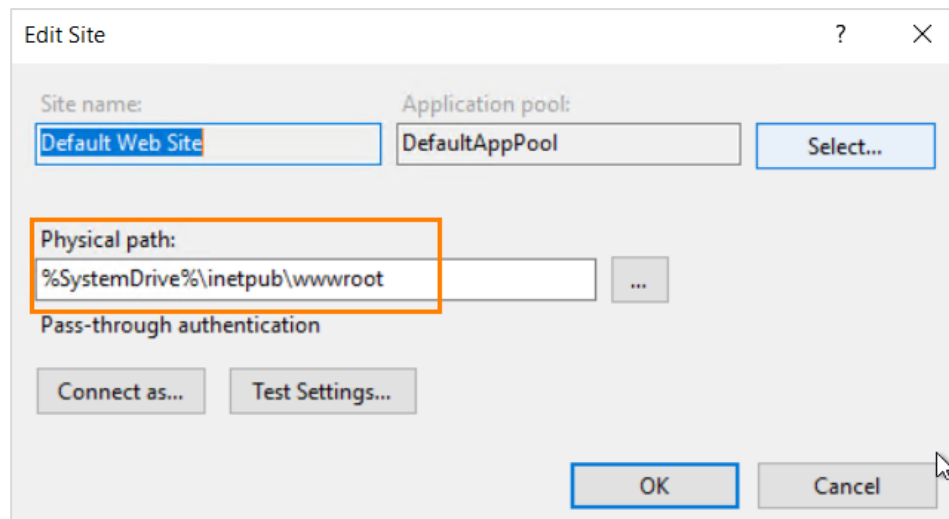 Edit Site
?
Site name:
Application pool:
Default Web Site
DefaultAppPool
Select...
Physical path:
%SystemDrive%\inetpub\wwwroot
...
Pass-through authentication
Connect as...
Test Settings...
OK
Cancel